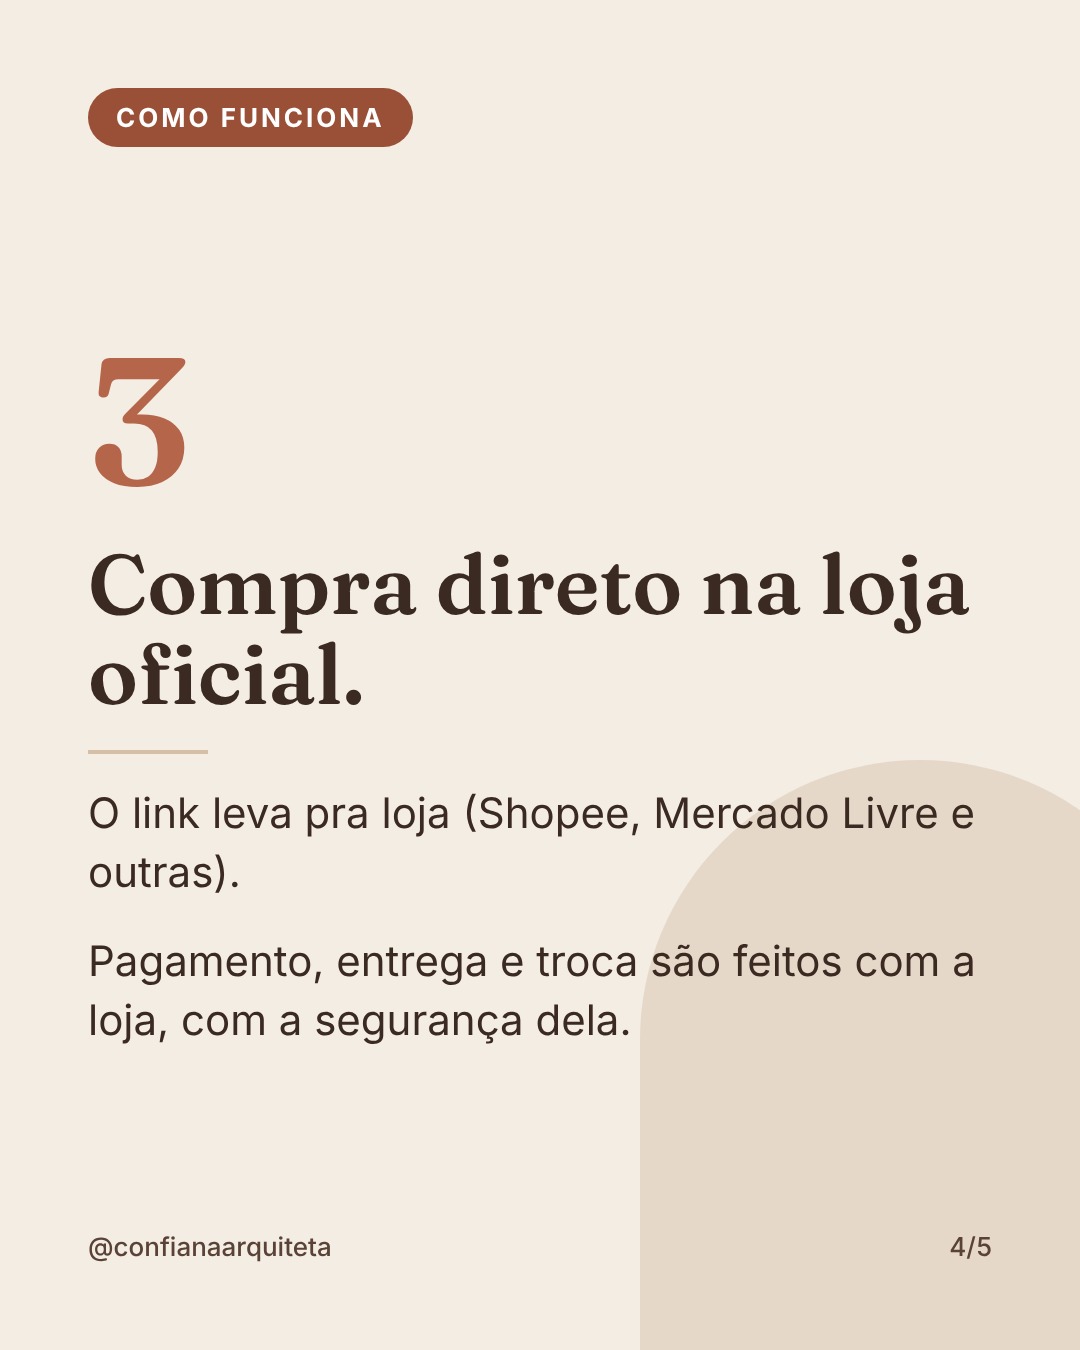 COMO FUNCIONA
3
Compra direto na loja
oficial.
O link leva pra loja (Shopee, Mercado Livre e
outras).
Pagamento, entrega e troca são feitos com a
loja, com a segurança dela.
@confianaarquiteta
4/5